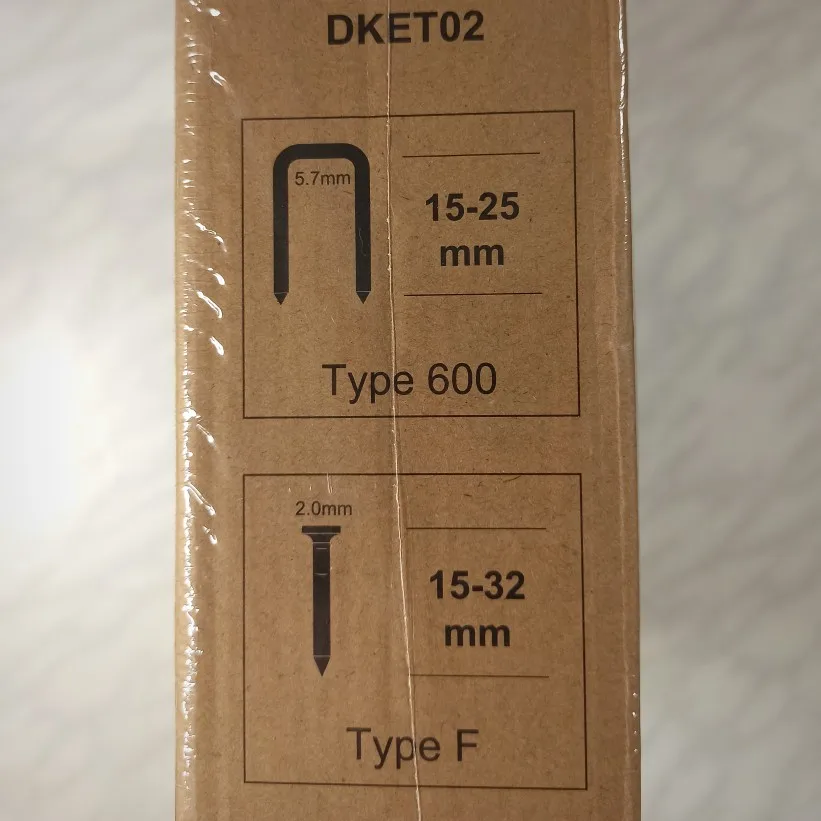 DKET02
5.7mm
15-25
mm
Type 600
2.0mm
15-32
mm
Type F